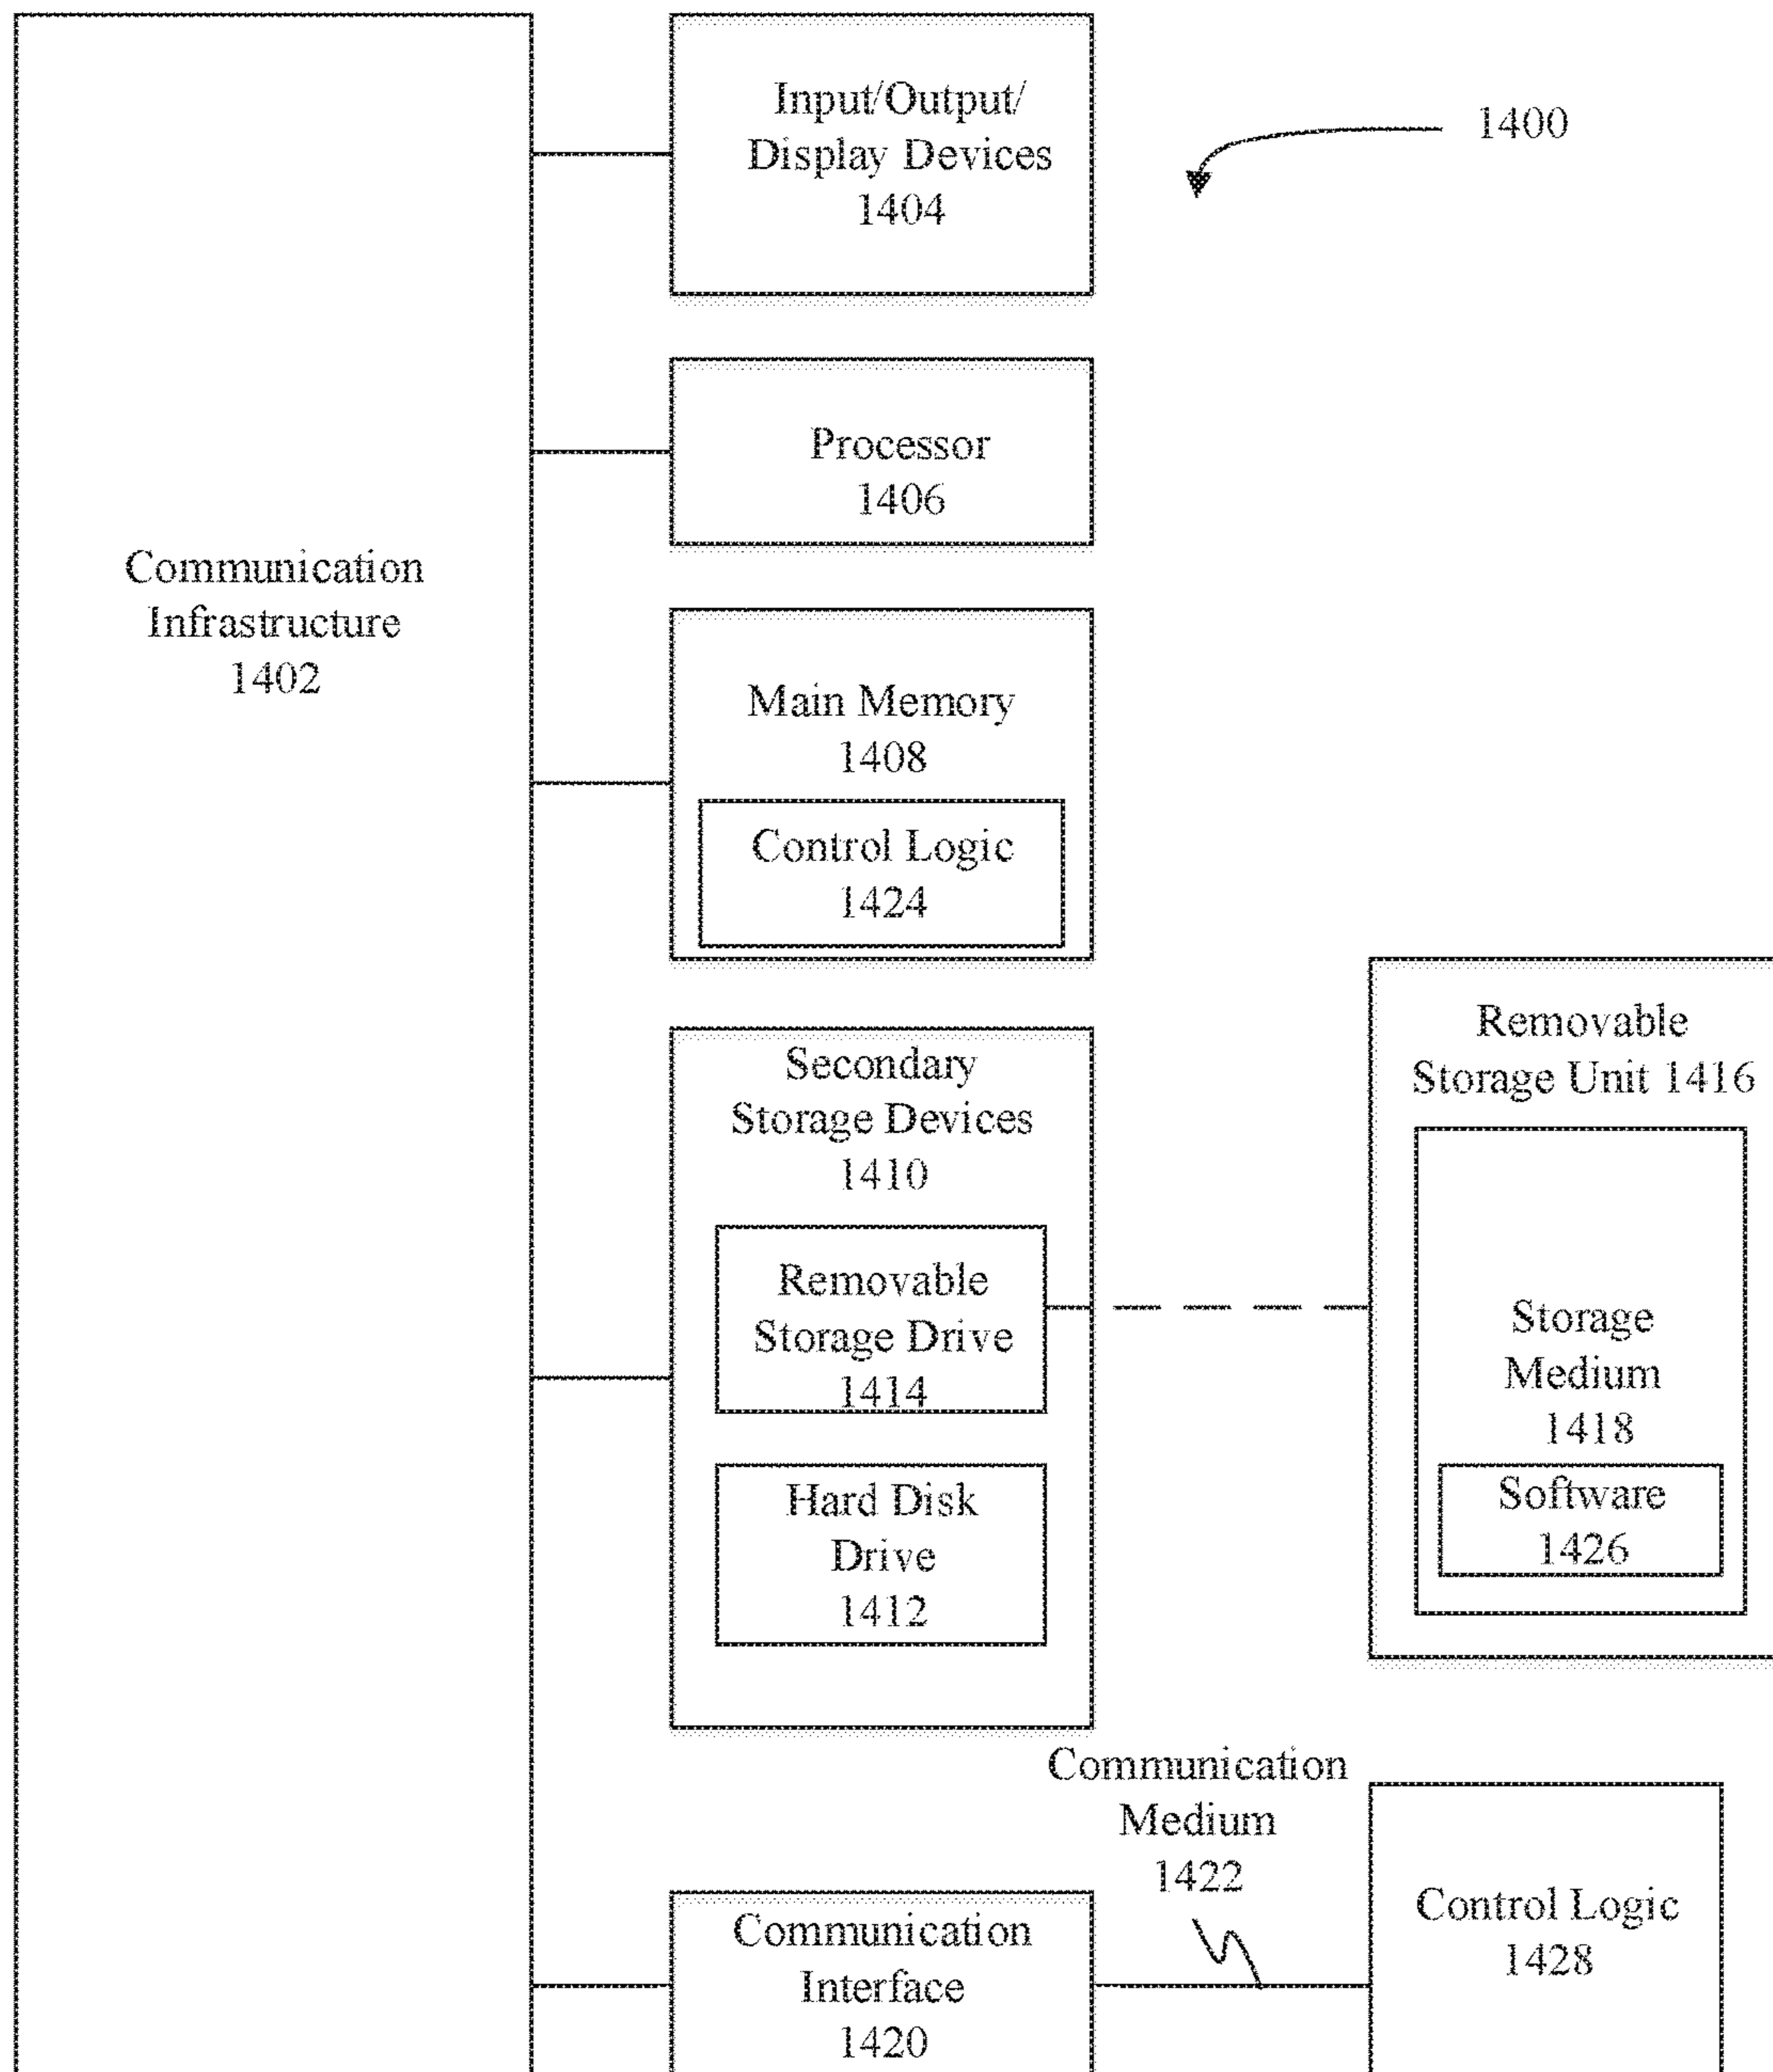 Input/Output/
Display Devices
1404
1400
Processor
1406
Communication
Infrastructure
1402
Main Memory
1408
Control Logic
1424
Secondary
Storage Devices
1410
Removable
Storage Drive
1414
Hard Disk
Drive
1412
Removable
Storage Unit 1416
Storage
Medium
1418
Software
1426
Communication
Medium
1422
Communication
Interface
1420
Control Logic
1428